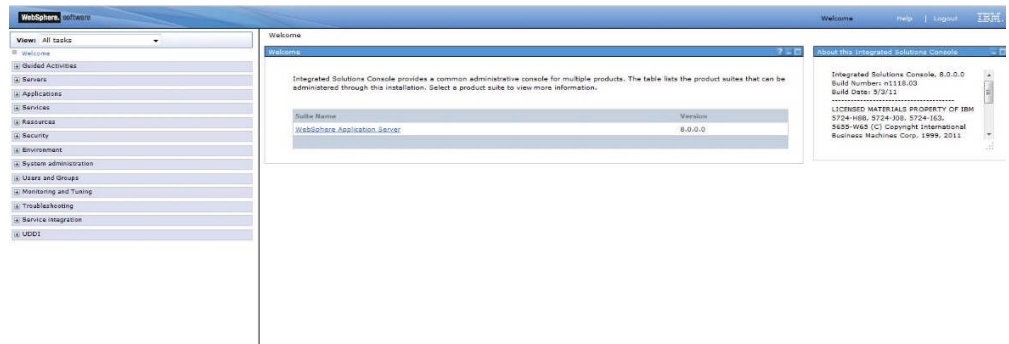 WebSphere. software
Welcome Help | Logout IBM.
View: All tasks
Welcome
Guided Activities
Servers
Applications
Services
Resources
Security
Environment
System administration
Users and Groups
Monitoring and Tuning
Troubleshooting
Service integration
UDDI
Welcome
Welcome
Integrated Solutions Console provides a common administrative console for multiple products. The table lists the product suites that can be
administered through this installation. Select a product suite to view more information.
Suite Name Version
WebSphere Application Server 8.0.0.0
About this Integrated Solutions Console
Integrated Solutions Console, 8.0.0.0
Build Number: n1118.03
Build Date: 5/3/11
----------------------------------
LICENSED MATERIALS PROPERTY OF IBM
5724-H88, 5724-J08, 5724-I63,
5655-W65 (C) Copyright International
Business Machines Corp. 1999, 2011